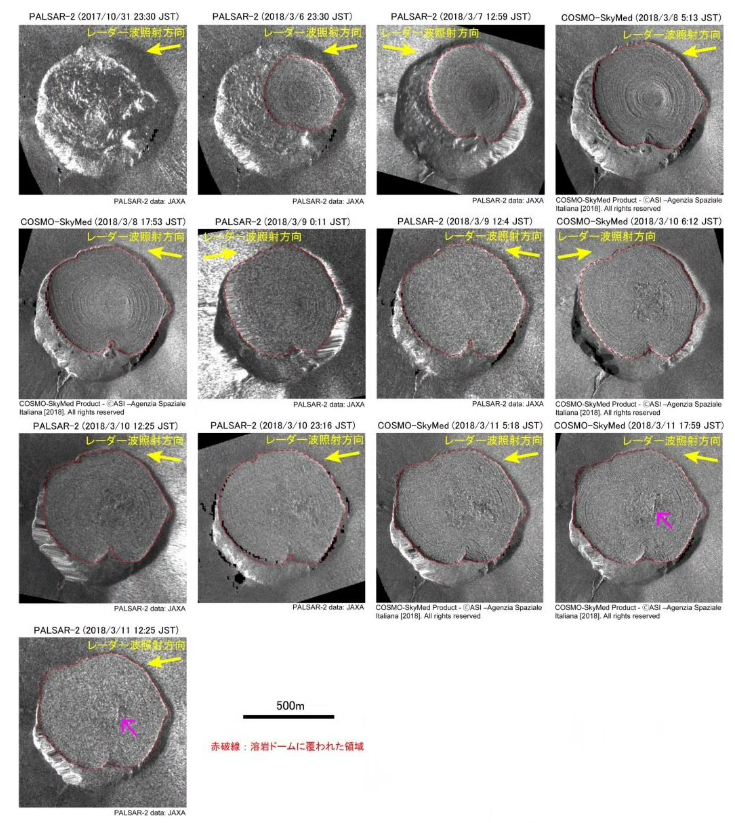 PALSAR-2 (2017/10/31 23:30 JST)
レーダー波照射方向
PALSAR-2 data: JAXA
PALSAR-2 (2018/3/6 23:30 JST)
レーダー波照射方向
PALSAR-2 data: JAXA
PALSAR-2 (2018/3/7 12:59 JST)
レーダー波照射方向
PALSAR-2 data: JAXA
COSMO-SkyMed (2018/3/8 5:13 JST)
レーダー波照射方向
COSMO-SkyMed Product - ⒸASI –Agenzia Spaziale
Italiana [2018]. All rights reserved
COSMO-SkyMed (2018/3/8 17:53 JST)
レーダー波照射方向
COSMO-SkyMed Product - ⒸASI –Agenzia Spaziale
Italiana [2018]. All rights reserved
PALSAR-2 (2018/3/9 0:11 JST)
レーダー波照射方向
PALSAR-2 data: JAXA
PALSAR-2 (2018/3/9 12:4 JST)
レーダー波照射方向
PALSAR-2 data: JAXA
COSMO-SkyMed (2018/3/10 6:12 JST)
レーダー波照射方向
COSMO-SkyMed Product - ⒸASI –Agenzia Spaziale
Italiana [2018]. All rights reserved
PALSAR-2 (2018/3/10 12:25 JST)
レーダー波照射方向
PALSAR-2 data: JAXA
PALSAR-2 (2018/3/10 23:16 JST)
レーダー波照射方向
PALSAR-2 data: JAXA
COSMO-SkyMed (2018/3/11 5:18 JST)
レーダー波照射方向
COSMO-SkyMed Product - ⒸASI –Agenzia Spaziale
Italiana [2018]. All rights reserved
COSMO-SkyMed (2018/3/11 17:59 JST)
レーダー波照射方向
COSMO-SkyMed Product - ⒸASI –Agenzia Spaziale
Italiana [2018]. All rights reserved
PALSAR-2 (2018/3/11 12:25 JST)
レーダー波照射方向
PALSAR-2 data: JAXA
500m
赤破線：溶岩ドームに覆われた領域